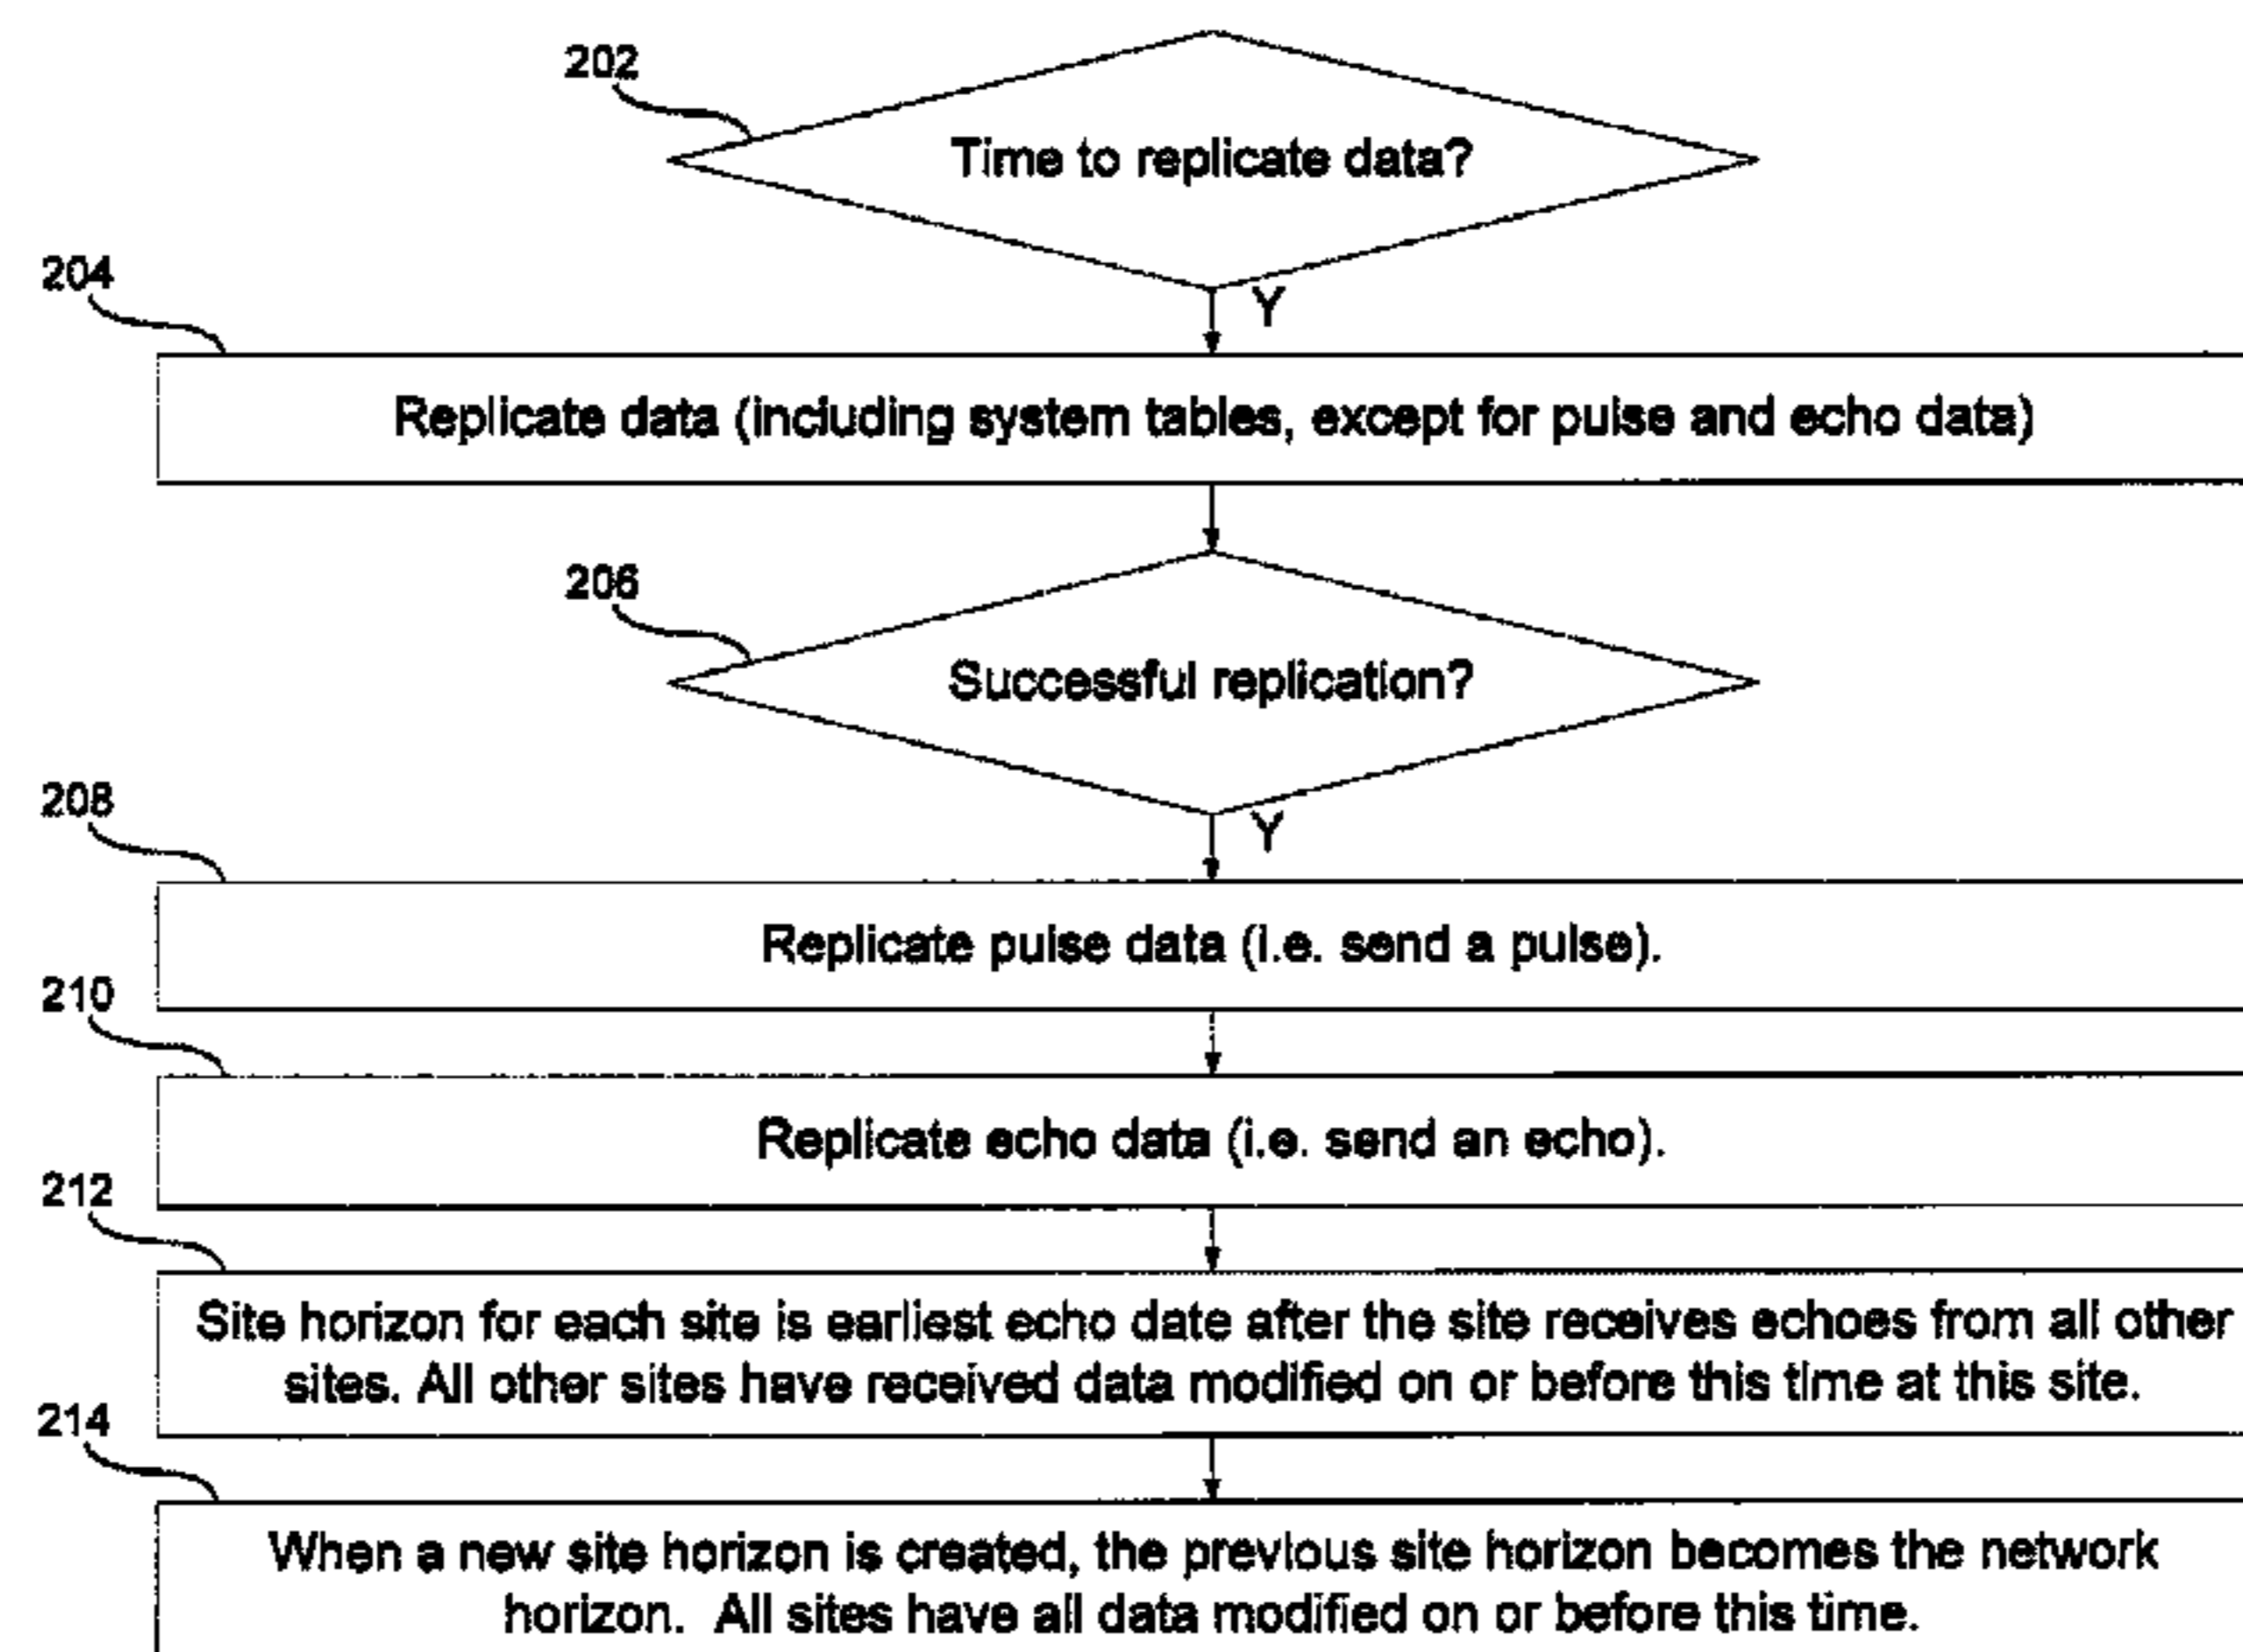 202
Time to replicate data?
Y
204
Replicate data (including system tables, except for pulse and echo data)
206
Successful replication?
Y
208
Replicate pulse data (i.e. send a pulse).
210
Replicate echo data (i.e. send an echo).
212
Site horizon for each site is earliest echo date after the site receives echoes from all other
sites. All other sites have received data modified on or before this time at this site.
214
When a new site horizon is created, the previous site horizon becomes the network
horizon. All sites have all data modified on or before this time.